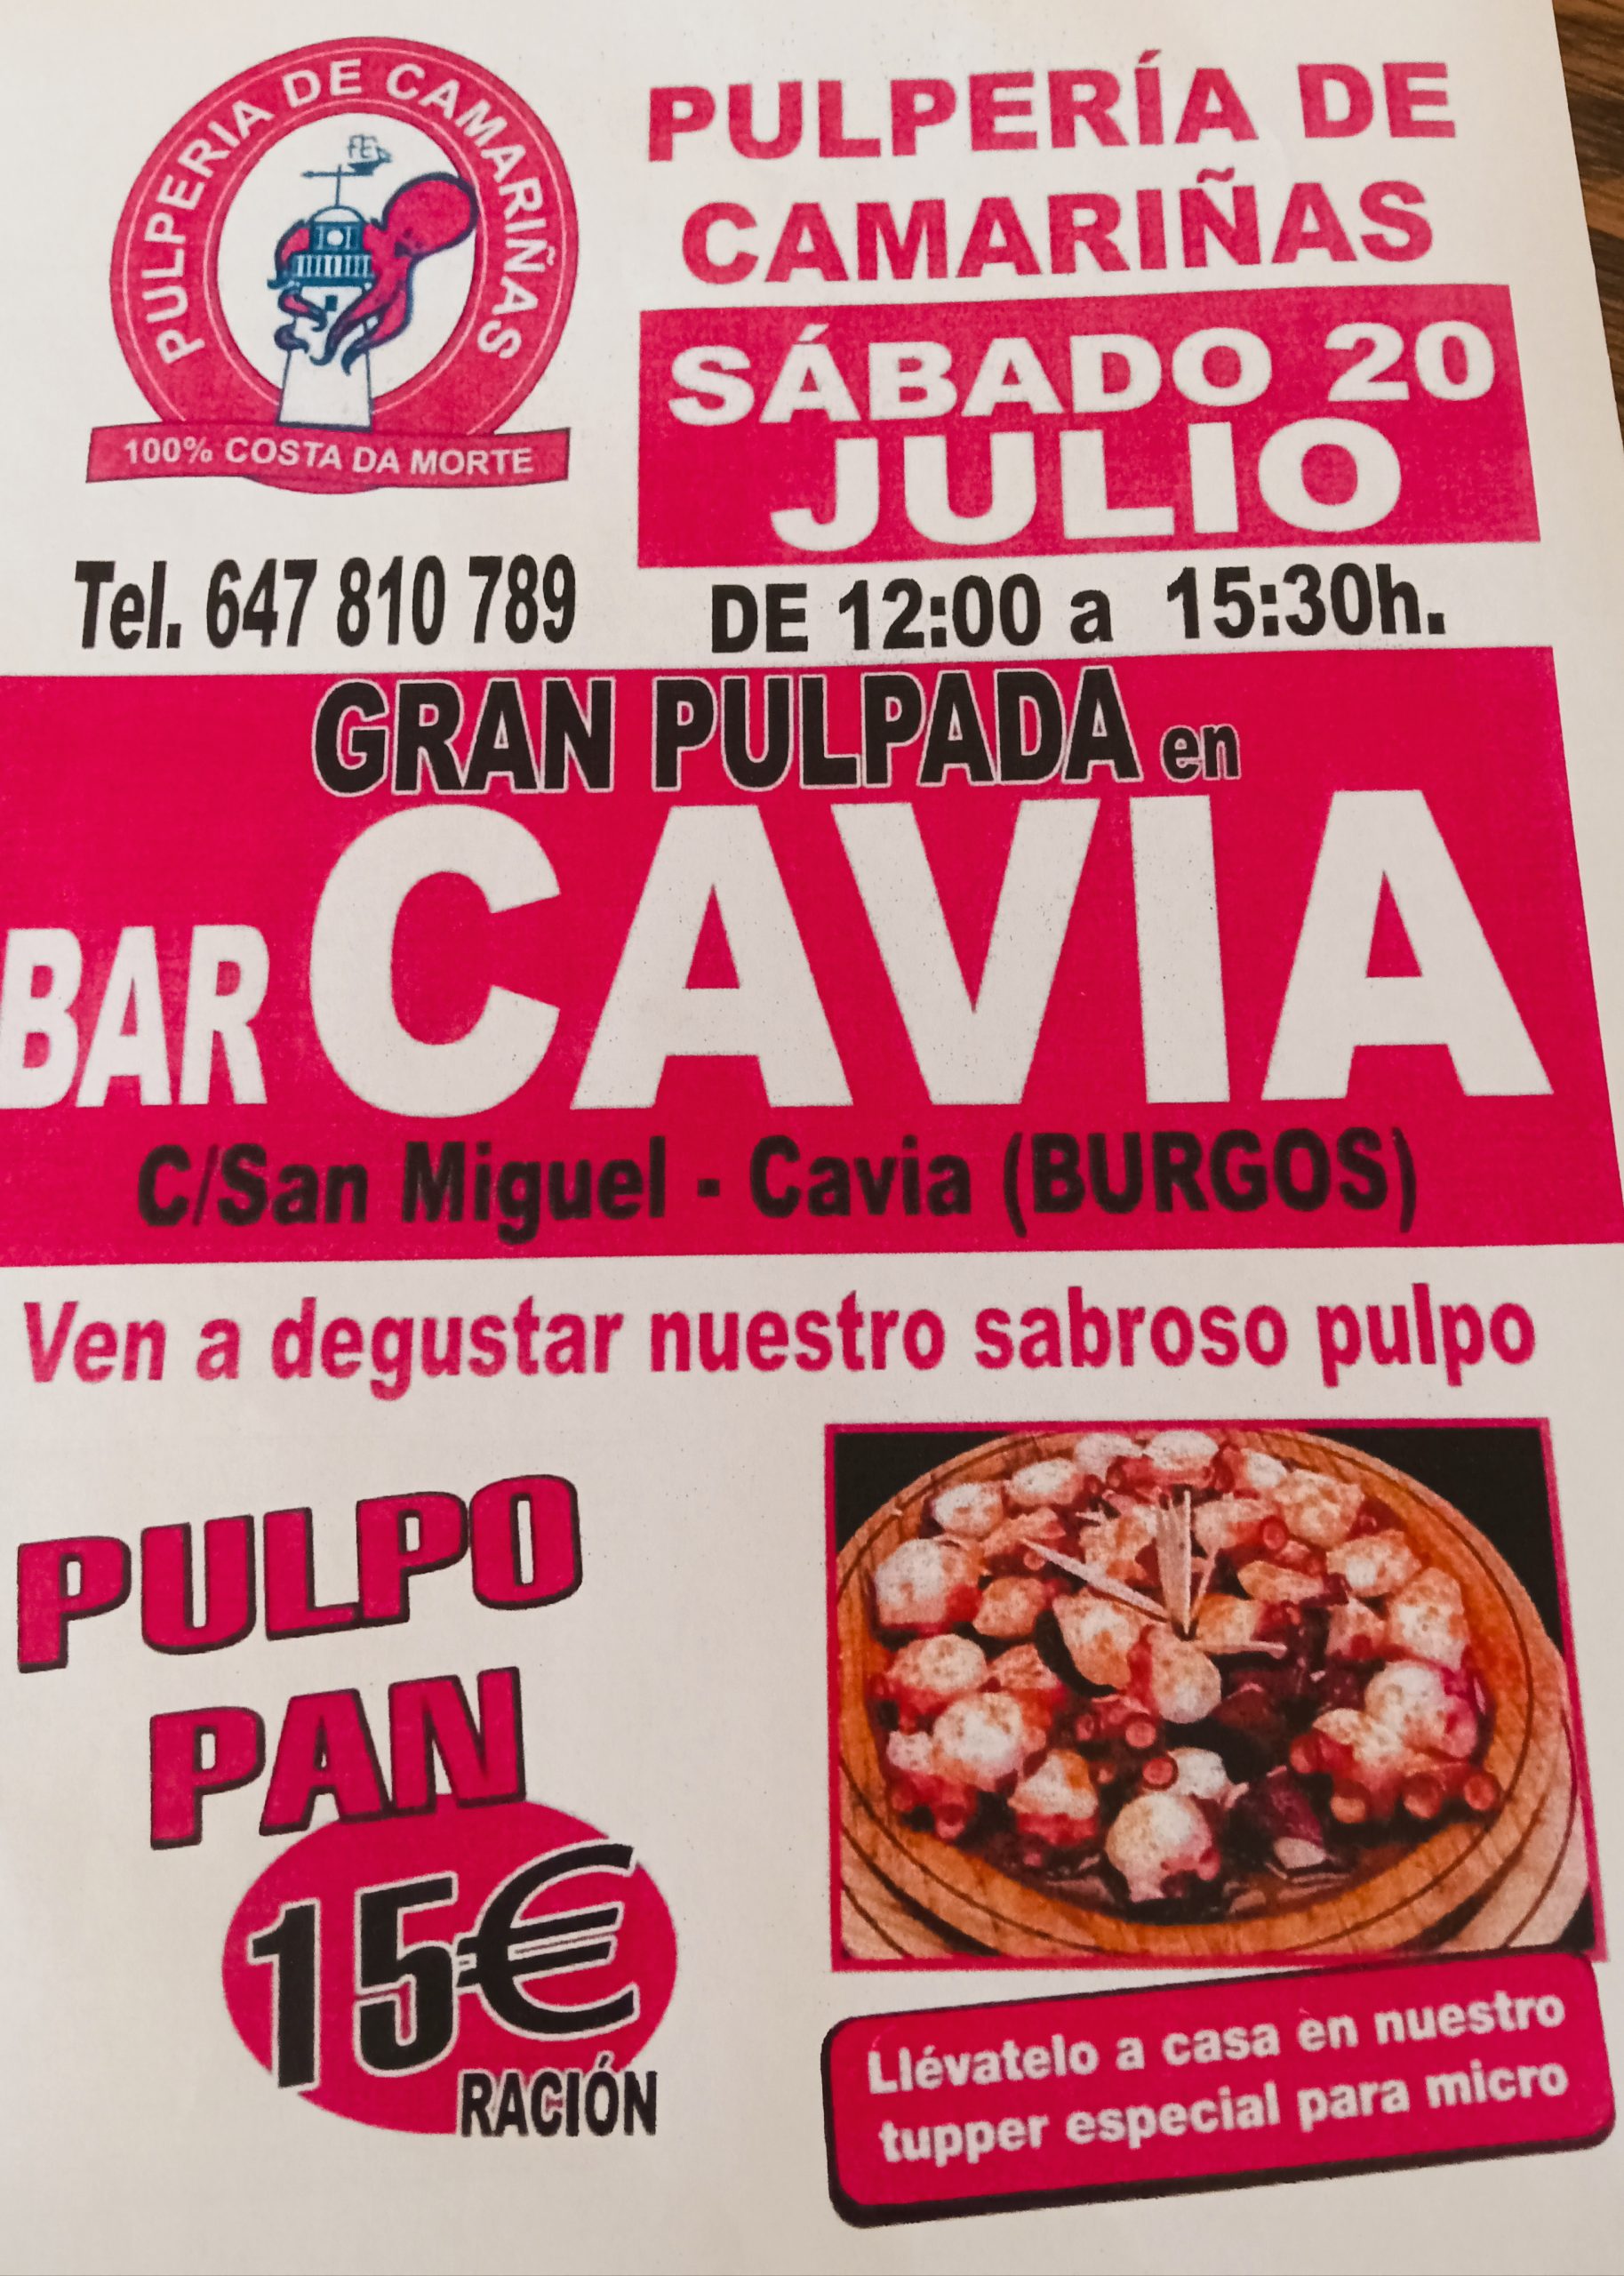 PULPERIA DE CAMARIÑAS
FE
100% COSTA DA MORTE
PULPERÍA DE
CAMARIÑAS
SÁBADO 20
JULIO
Tel. 647 810 789
DE 12:00 a 15:30h.
GRAN PULPADA en
BAR CAVIA
C/San Miguel - Cavia (BURGOS)
Ven a degustar nuestro sabroso pulpo
PULPO
PAN
15€
RACIÓN
Llévatelo a casa en nuestro
tupper especial para micro